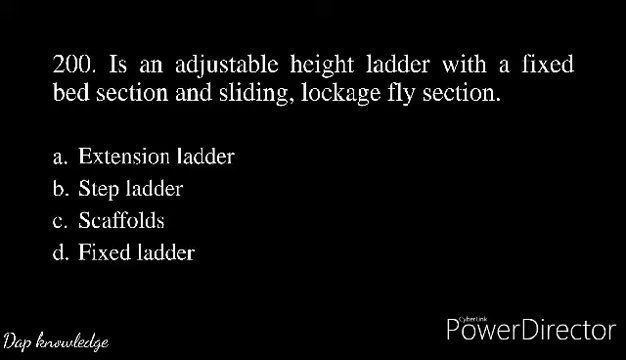 200. Is an adjustable height ladder with a fixed
bed section and sliding, lockage fly section.
a. Extension ladder
b. Step ladder
c. Scaffolds
d. Fixed ladder
CyberLink
PowerDirector
Dap knowledge